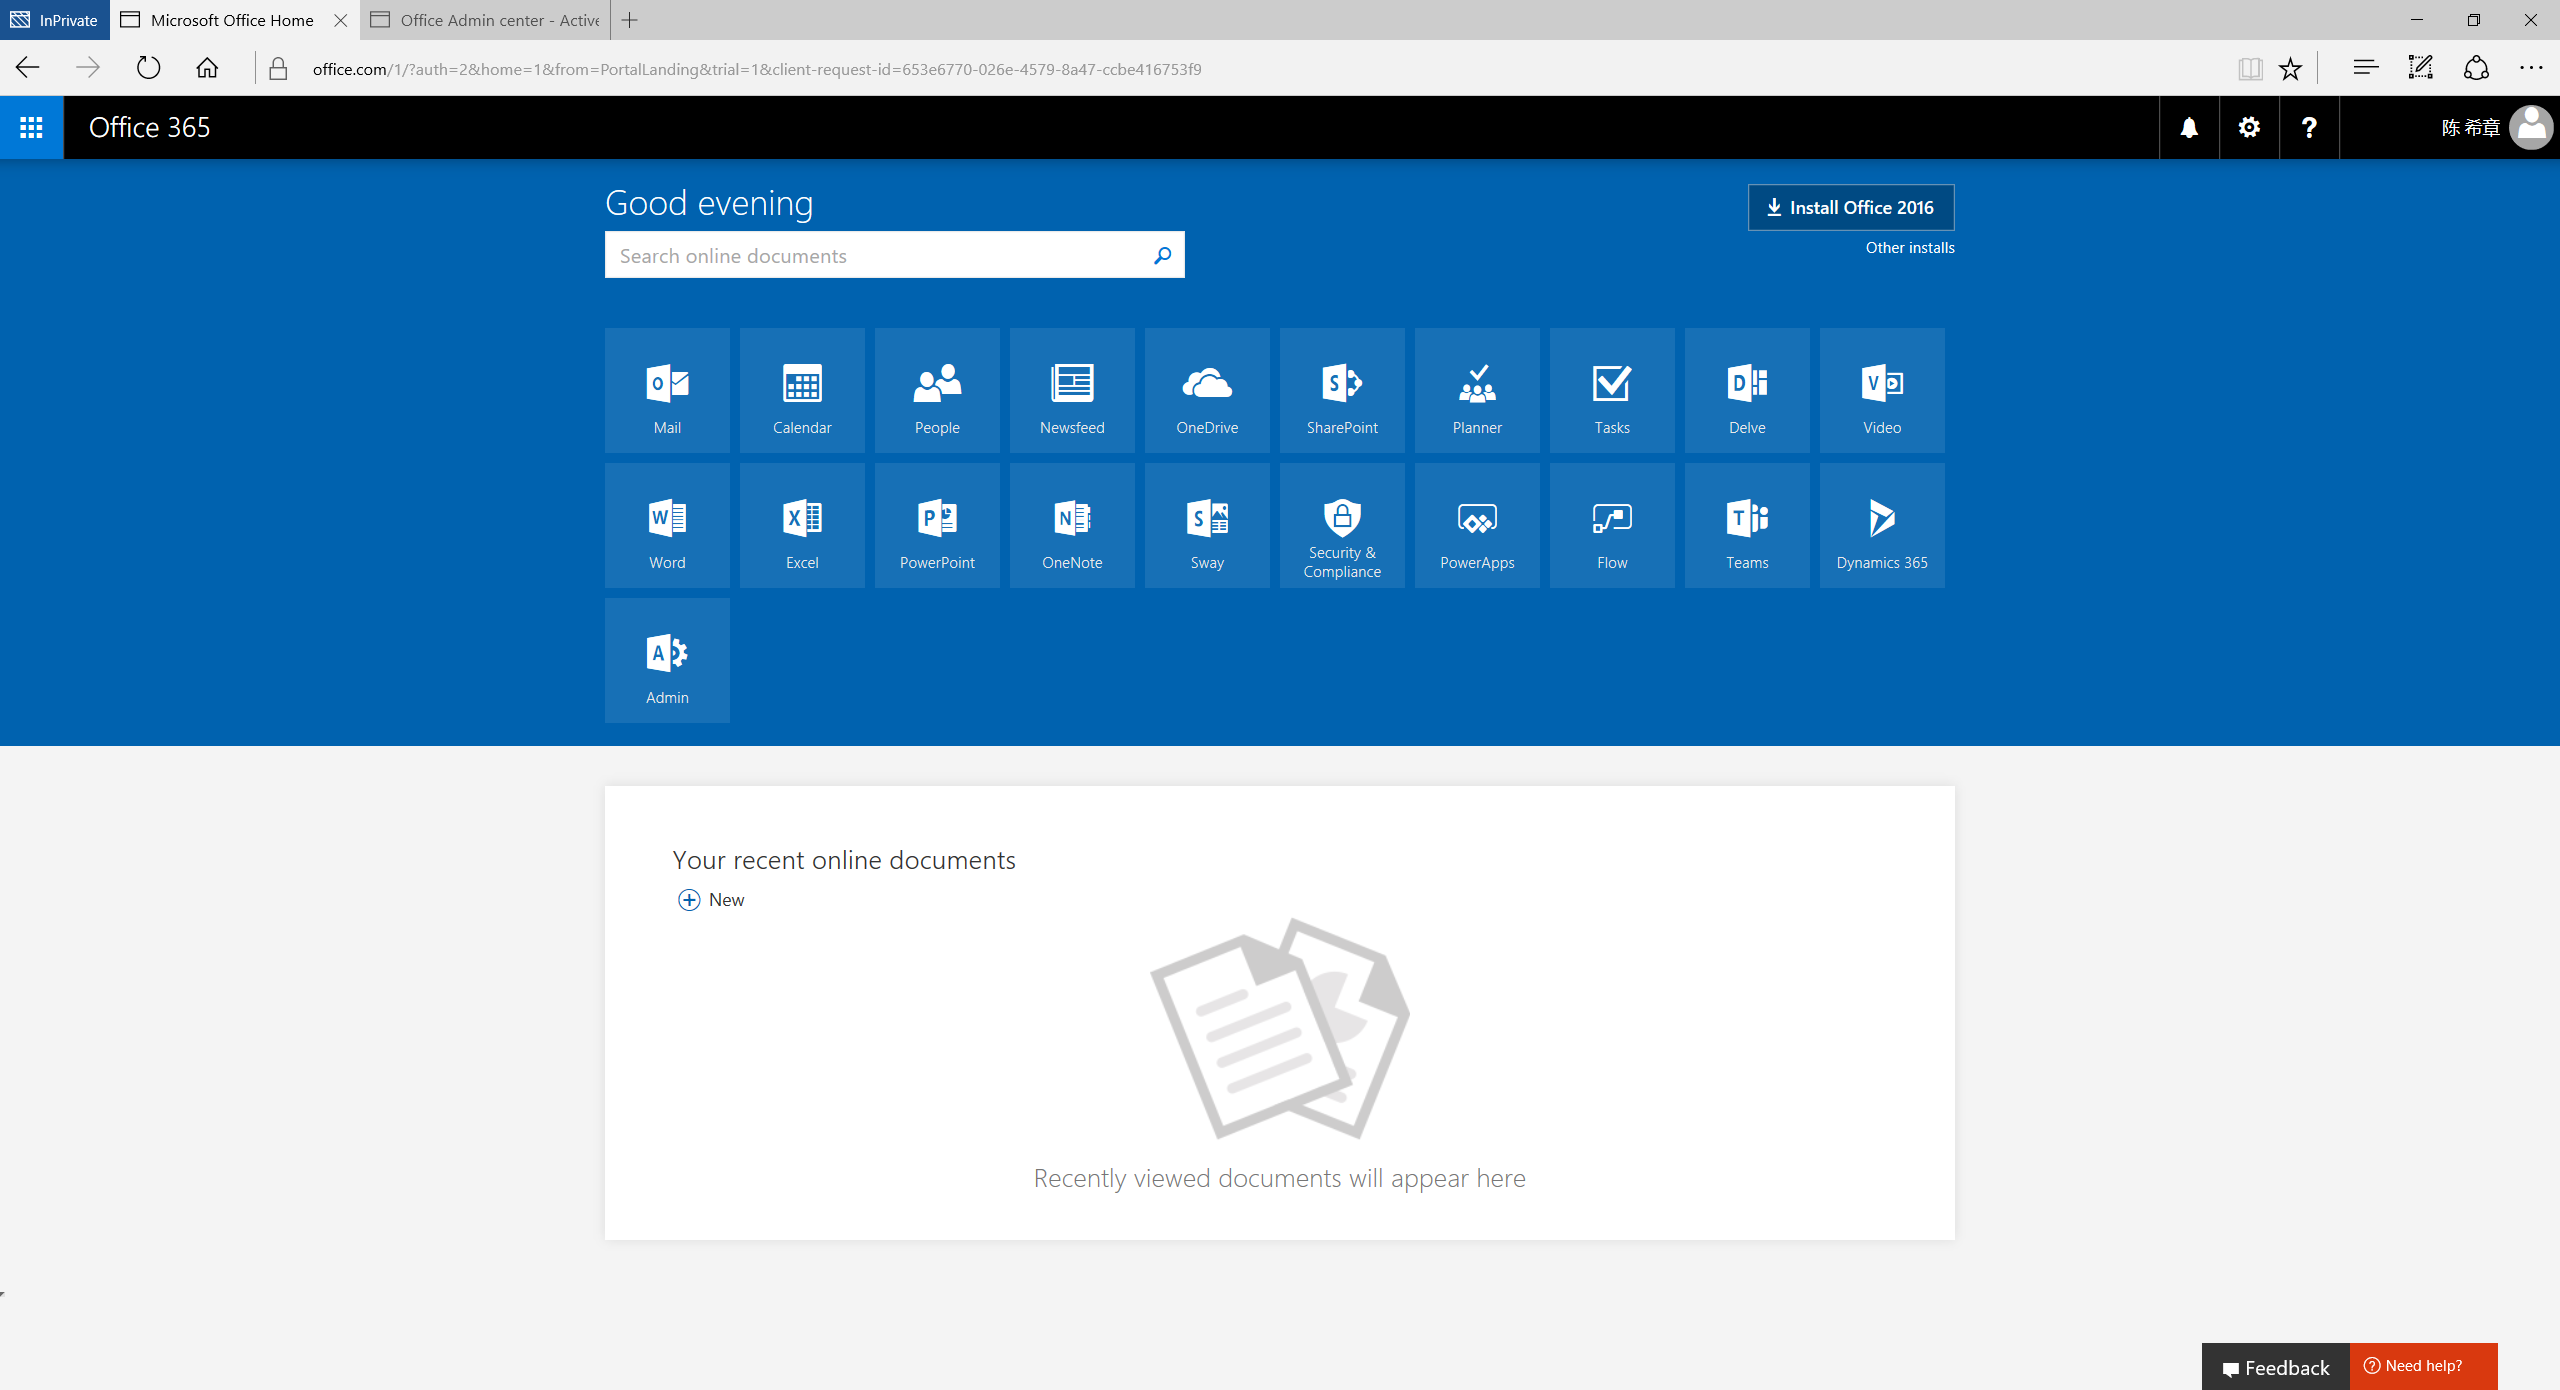 InPrivate
Microsoft Office Home
Office Admin center - Active
office.com/1/?auth=2&home=1&from=PortalLanding&trial=1&client-request-id=653e6770-026e-4579-8a47-ccbe416753f9
Office 365
陈 希章
Good evening
Install Office 2016
Search online documents
Other installs
Mail
Calendar
People
Newsfeed
OneDrive
SharePoint
Planner
Tasks
Delve
Video
Word
Excel
PowerPoint
OneNote
Sway
Security &
Compliance
PowerApps
Flow
Teams
Dynamics 365
Admin
Your recent online documents
New
Recently viewed documents will appear here
Feedback
Need help?